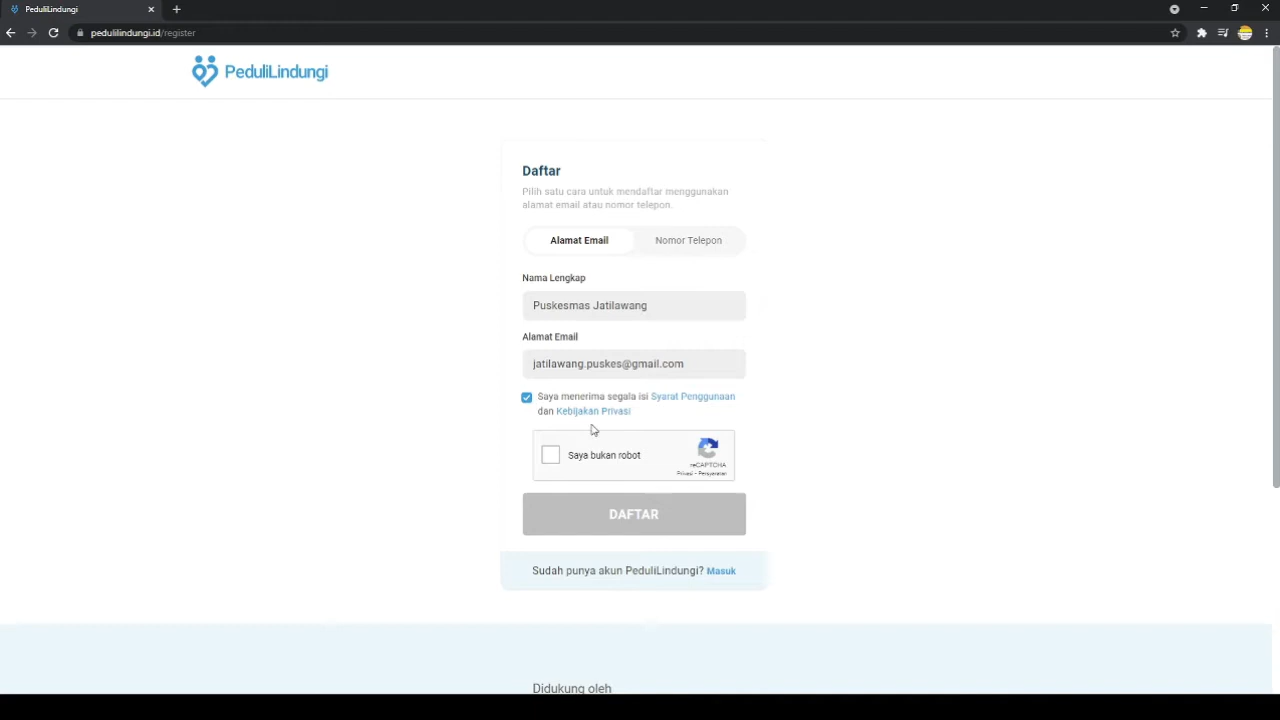 PeduliLindungi
pedulilindungi.id/register
PeduliLindungi
Daftar
Pilih satu cara untuk mendaftar menggunakan
alamat email atau nomor telepon.
Alamat Email
Nomor Telepon
Nama Lengkap
Puskesmas Jatilawang
Alamat Email
jatilawang.puskes@gmail.com
Saya menerima segala isi Syarat Penggunaan
dan Kebijakan Privasi
Saya bukan robot
reCAPTCHA
Privasi - Persyaratan
DAFTAR
Sudah punya akun PeduliLindungi? Masuk
Didukung oleh